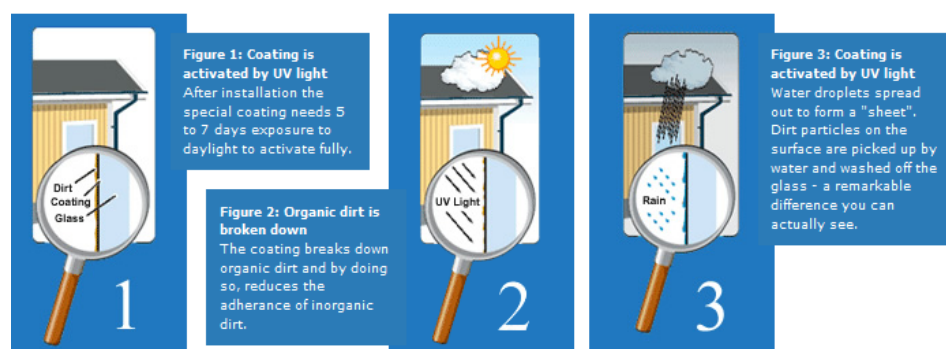 Figure 1: Coating is
activated by UV light
After installation the
special coating needs 5
to 7 days exposure to
daylight to activate fully.
Dirt
Coating
Glass
1
Figure 2: Organic dirt is
broken down
The coating breaks down
organic dirt and by doing
so, reduces the
adherance of inorganic
dirt.
UV Light
2
Figure 3: Coating is
activated by UV light
Water droplets spread
out to form a "sheet".
Dirt particles on the
surface are picked up by
water and washed off the
glass - a remarkable
difference you can
actually see.
Rain
3